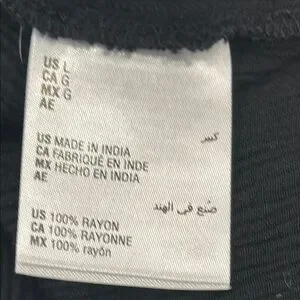 US L
CA G
MX G
AE كبير
US MADE IN INDIA
CA FABRIQUÉ EN INDE
MX HECHO EN INDIA
AE صنع في الهند
US 100% RAYON
CA 100% RAYONNE
MX 100% rayón